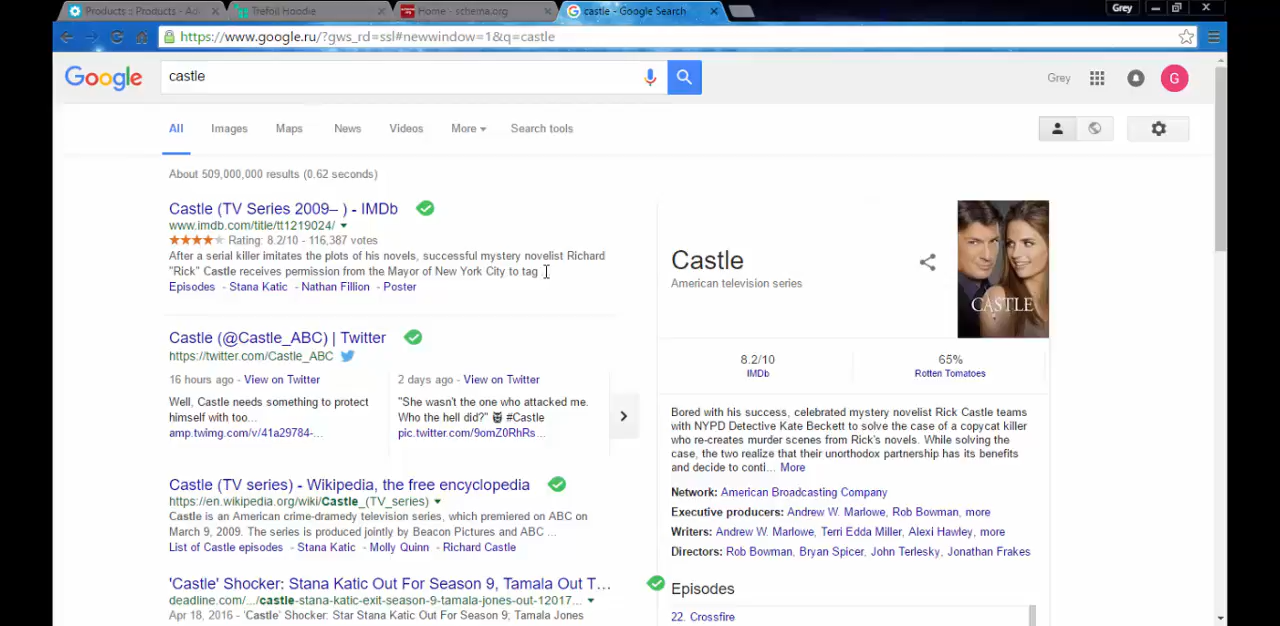 Products :: Products - Ad
Trefoil Hoodie
Home - schema.org
castle - Google Search
Grey
https://www.google.ru/?gws_rd=ssl#newwindow=1&q=castle
Google
castle
Grey
G
All Images Maps News Videos More Search tools
About 509,000,000 results (0.62 seconds)
Castle (TV Series 2009– ) - IMDb
www.imdb.com/title/tt1219024/
Rating: 8.2/10 - 116,387 votes
After a serial killer imitates the plots of his novels, successful mystery novelist Richard
"Rick" Castle receives permission from the Mayor of New York City to tag
Episodes - Stana Katic - Nathan Fillion - Poster
Castle (@Castle_ABC) | Twitter
https://twitter.com/Castle_ABC
16 hours ago - View on Twitter
Well, Castle needs something to protect
himself with too...
amp.twimg.com/v/41a29784-...
2 days ago - View on Twitter
"She wasn't the one who attacked me.
Who the hell did?" #Castle
pic.twitter.com/9omZ0RhRs...
Castle (TV series) - Wikipedia, the free encyclopedia
https://en.wikipedia.org/wiki/Castle_(TV_series)
Castle is an American crime-dramedy television series, which premiered on ABC on
March 9, 2009. The series is produced jointly by Beacon Pictures and ABC ...
List of Castle episodes - Stana Katic - Molly Quinn - Richard Castle
'Castle' Shocker: Stana Katic Out For Season 9, Tamala Out T...
deadline.com/.../castle-stana-katic-exit-season-9-tamala-jones-out-12017...
Apr 18, 2016 - 'Castle' Shocker: Star Stana Katic Out For Season 9, Tamala Jones
Castle
American television series
CASTLE
8.2/10
IMDb
65%
Rotten Tomatoes
Bored with his success, celebrated mystery novelist Rick Castle teams
with NYPD Detective Kate Beckett to solve the case of a copycat killer
who re-creates murder scenes from Rick's novels. While solving the
case, the two realize that their unorthodox partnership has its benefits
and decide to conti... More
Network: American Broadcasting Company
Executive producers: Andrew W. Marlowe, Rob Bowman, more
Writers: Andrew W. Marlowe, Terri Edda Miller, Alexi Hawley, more
Directors: Rob Bowman, Bryan Spicer, John Terlesky, Jonathan Frakes
Episodes
22. Crossfire